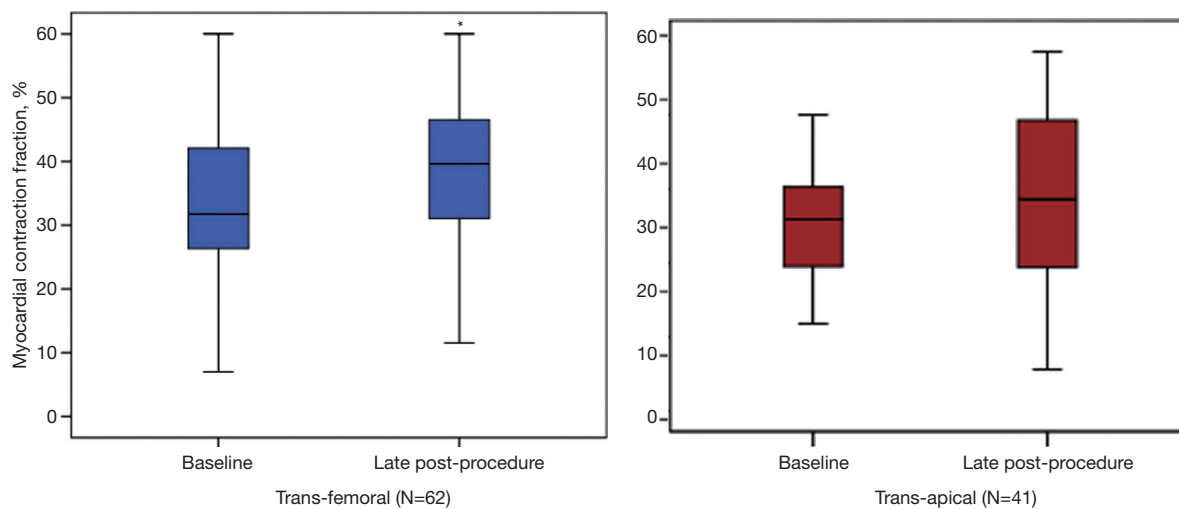 Myocardial contraction fraction, %
60
50
40
30
20
10
0
*
Baseline
Late post-procedure
Trans-femoral (N=62)
60
50
40
30
20
10
0
Baseline
Late post-procedure
Trans-apical (N=41)